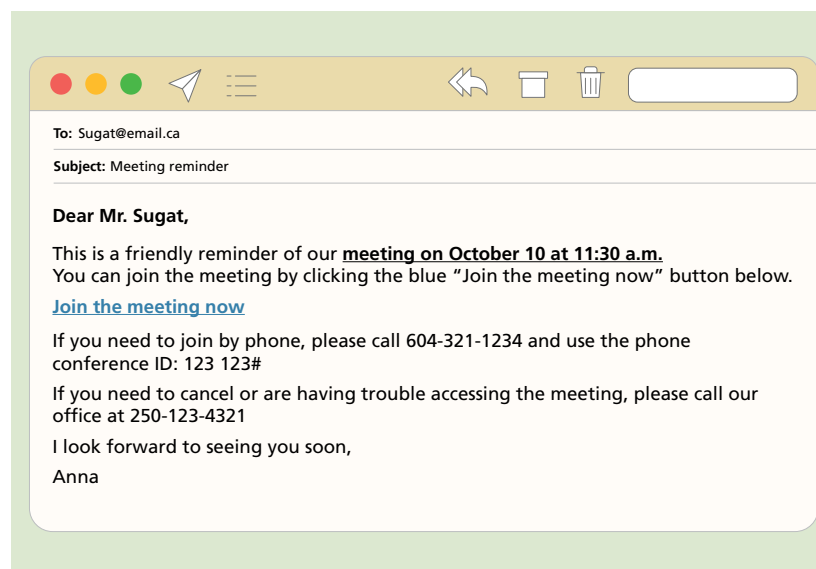 To: Sugat@email.ca
Subject: Meeting reminder
Dear Mr. Sugat,
This is a friendly reminder of our meeting on October 10 at 11:30 a.m.
You can join the meeting by clicking the blue “Join the meeting now” button below.
Join the meeting now
If you need to join by phone, please call 604-321-1234 and use the phone
conference ID: 123 123#
If you need to cancel or are having trouble accessing the meeting, please call our
office at 250-123-4321
I look forward to seeing you soon,
Anna